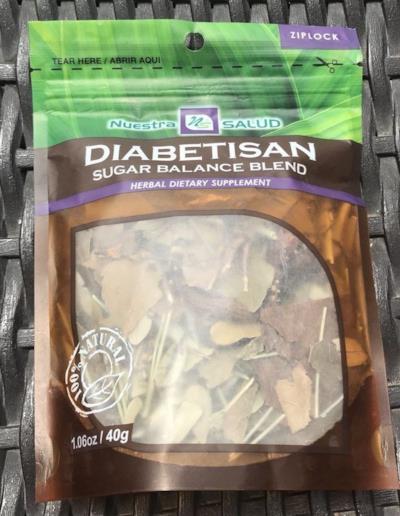 ZIPLOCK
TEAR HERE / ABRIR AQUI
Nuestra NS SALUD
DIABETISAN
SUGAR BALANCE BLEND
HERBAL DIETARY SUPPLEMENT
100% NATURAL
1.06oz / 40g